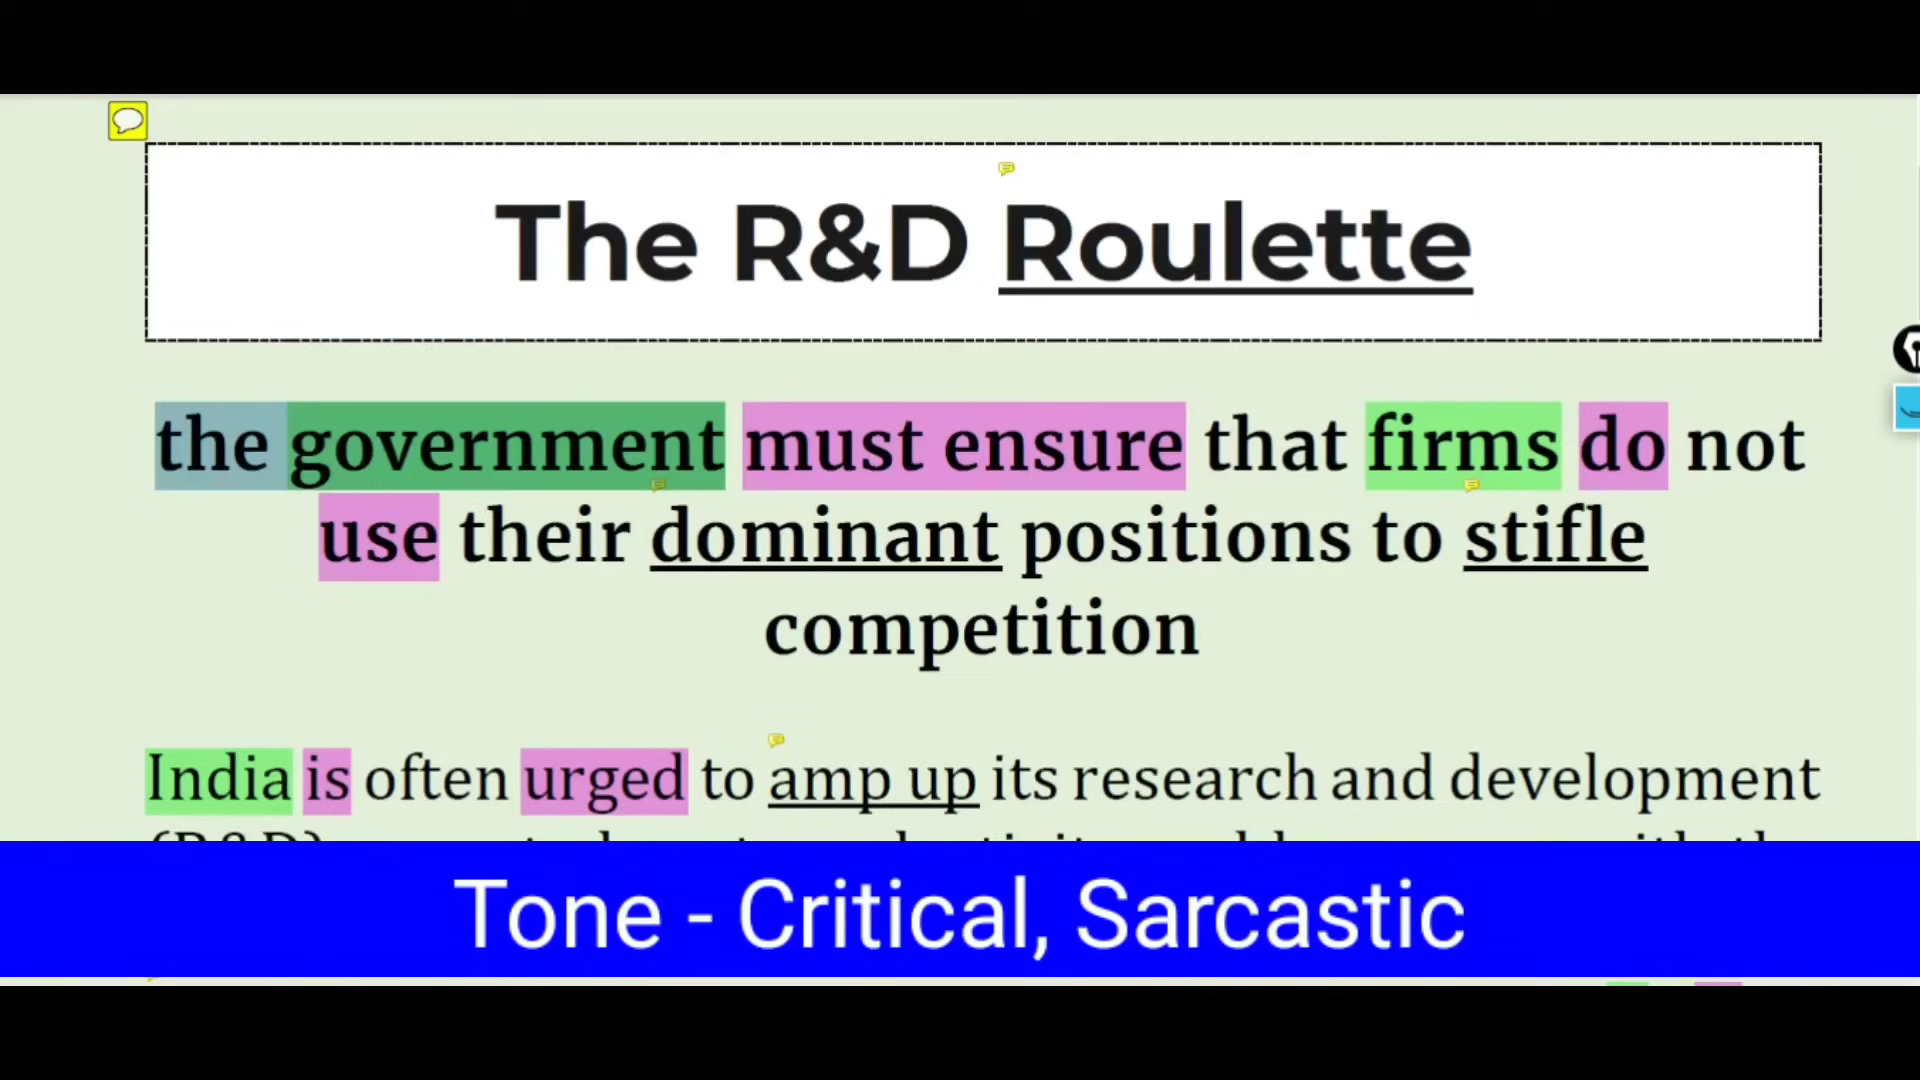 The R&D Roulette
the government must ensure that firms do not
use their dominant positions to stifle
competition
India is often urged to amp up its research and development
Tone - Critical, Sarcastic